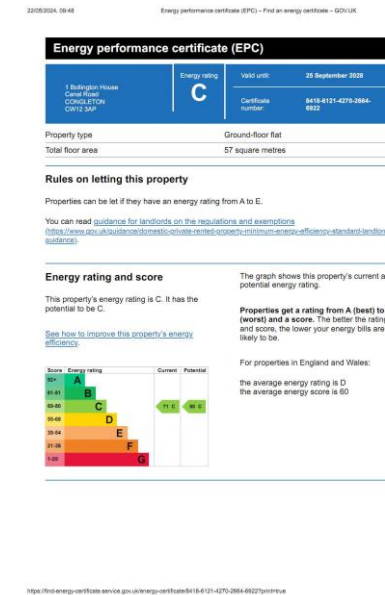 22/05/2024, 09:48
Energy performance certificate (EPC) – Find an energy certificate – GOV.UK
Energy performance certificate (EPC)
1 Bollington House
Canal Road
CONGLETON
CW12 3AP
Energy rating
C
Valid until:
25 September 2028
Certificate number:
8418-6121-4270-2664-
6922
Property type
Ground-floor flat
Total floor area
57 square metres
Rules on letting this property
Properties can be let if they have an energy rating from A to E.
You can read guidance for landlords on the regulations and exemptions
(https://www.gov.uk/guidance/domestic-private-rented-property-minimum-energy-efficiency-standard-landlord
guidance).
Energy rating and score
This property's energy rating is C. It has the
potential to be C.
See how to improve this property's energy
efficiency.
Score Energy rating Current Potential
92+ A
81-91 B
69-80 C 71 C
55-68 D
39-54 E
21-38 F
1-20 G
The graph shows this property's current a
potential energy rating.
Properties get a rating from A (best) to
(worst) and a score. The better the rating
and score, the lower your energy bills are
likely to be.
For properties in England and Wales:
the average energy rating is D
the average energy score is 60
https://find-energy-certificate.service.gov.uk/energy-certificate/8418-6121-4270-2664-6922?print=true